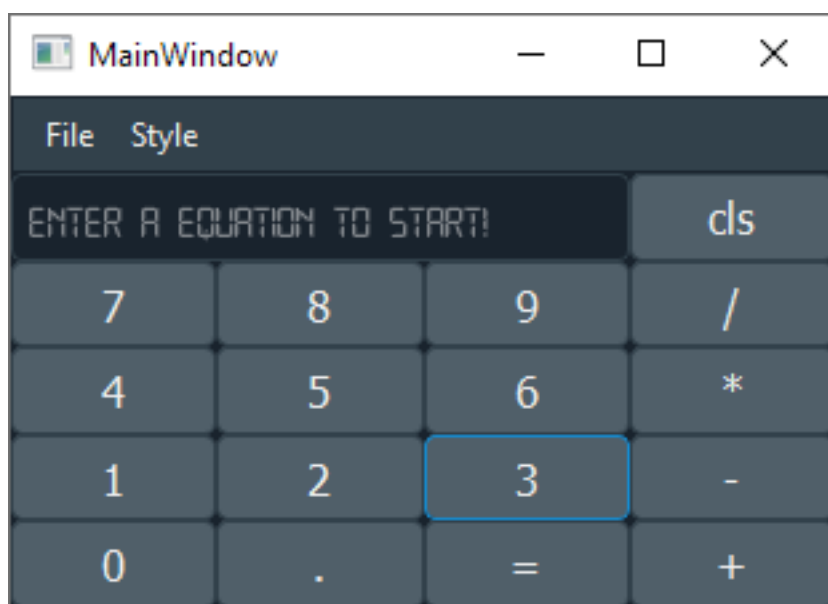 MainWindow
File Style
ENTER A EQUATION TO START! cls
7 8 9 /
4 5 6 *
1 2 3 -
0 . = +